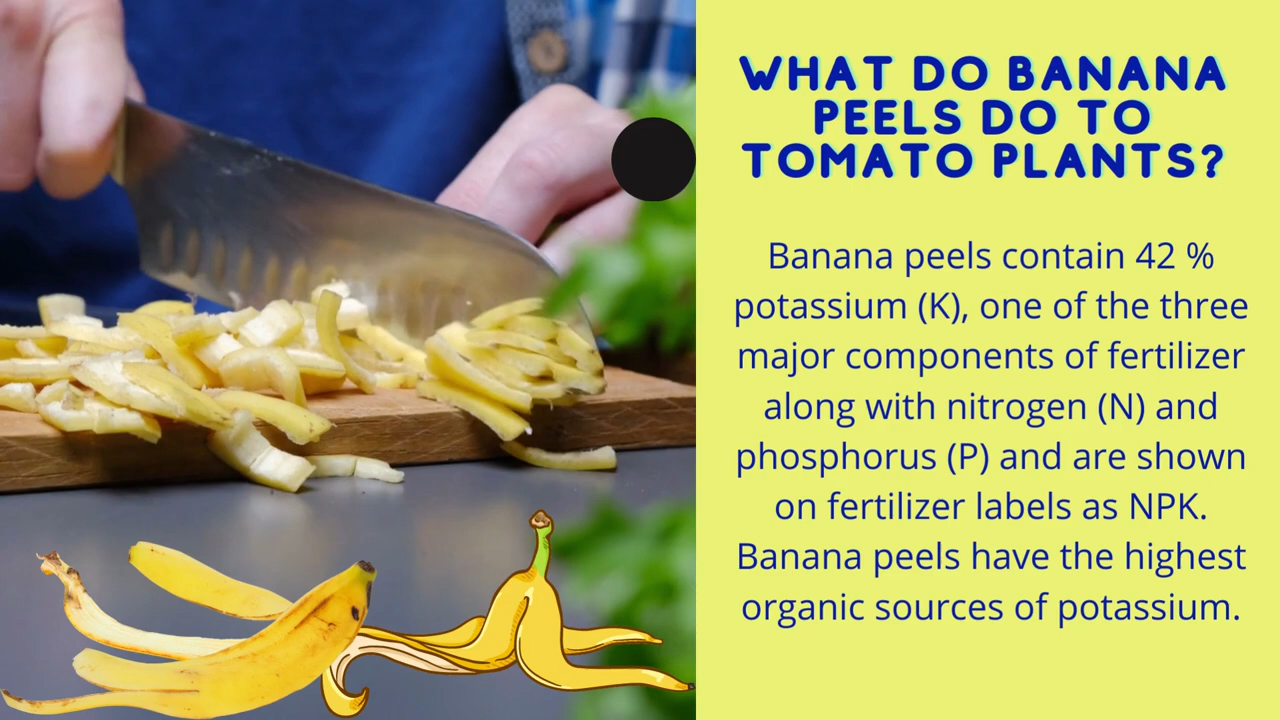 WHAT DO BANANA
PEELS DO TO
TOMATO PLANTS?
Banana peels contain 42 %
potassium (K), one of the three
major components of fertilizer
along with nitrogen (N) and
phosphorus (P) and are shown
on fertilizer labels as NPK.
Banana peels have the highest
organic sources of potassium.